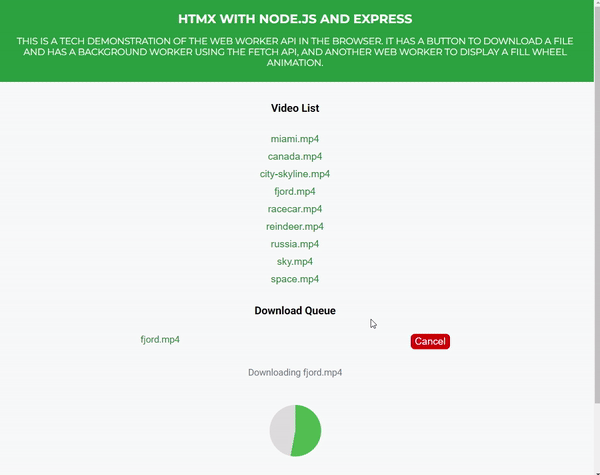 HTMX WITH NODE.JS AND EXPRESS
THIS IS A TECH DEMONSTRATION OF THE WEB WORKER API IN THE BROWSER. IT HAS A BUTTON TO DOWNLOAD A FILE
AND HAS A BACKGROUND WORKER USING THE FETCH API, AND ANOTHER WEB WORKER TO DISPLAY A FILL WHEEL
ANIMATION.
Video List
miami.mp4
canada.mp4
city-skyline.mp4
fjord.mp4
racecar.mp4
reindeer.mp4
russia.mp4
sky.mp4
space.mp4
Download Queue
fjord.mp4 Cancel
Downloading fjord.mp4